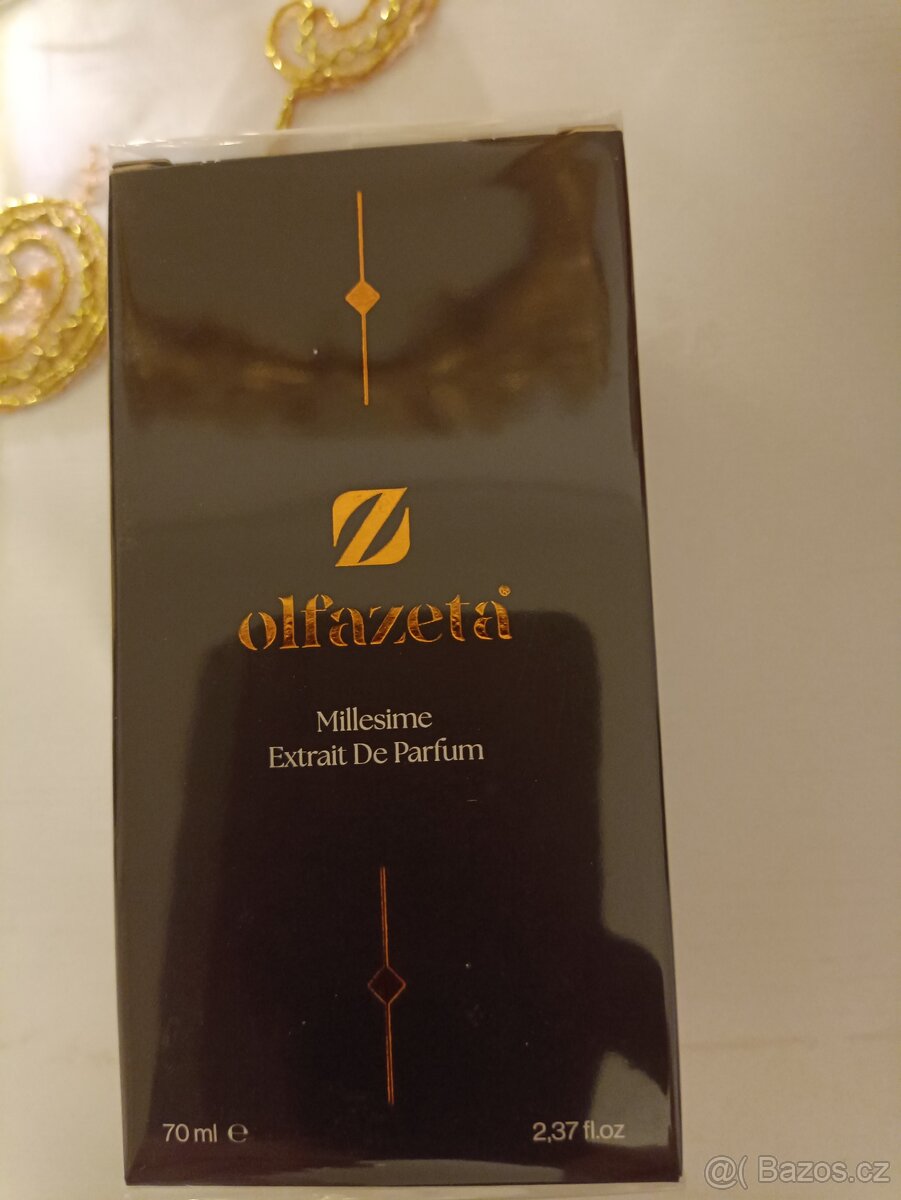 olfazeta®
Millesime
Extrait De Parfum
70 ml ℮
2,37 fl.oz
@( Bazos.cz